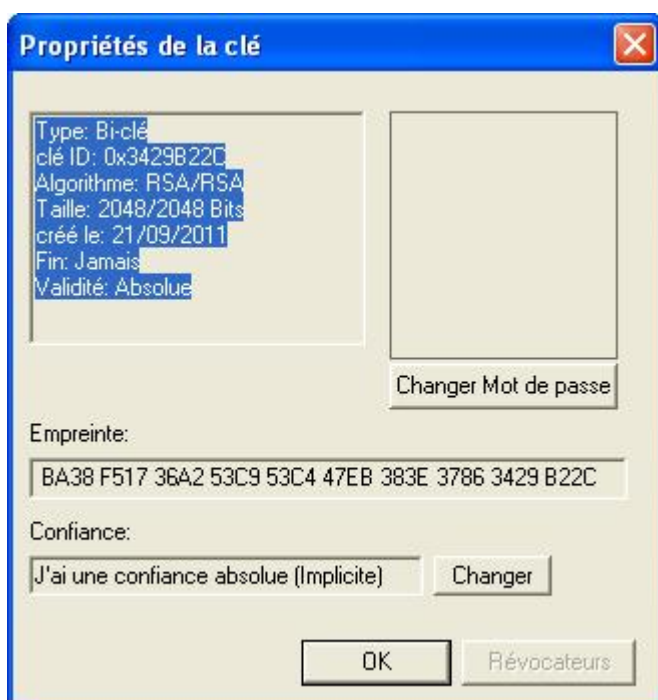 Propriétés de la clé
Type: Bi-clé
clé ID: 0x3429B22C
Algorithme: RSA/RSA
Taille: 2048/2048 Bits
créé le: 21/09/2011
Fin: Jamais
Validité: Absolue
Changer Mot de passe
Empreinte:
BA38 F517 36A2 53C9 53C4 47EB 383E 3786 3429 B22C
Confiance:
J'ai une confiance absolue (Implicite)
Changer
OK
Révocateurs